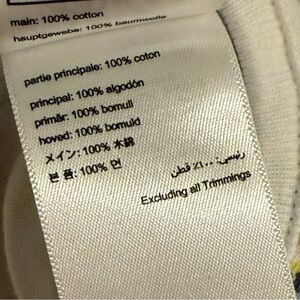 main: 100% cotton
hauptgewebe: 100% baumwolle
partie principale: 100% coton
principal: 100% algodón
primär: 100% bomull
hoved: 100% bomuld
メイン: 100% 木綿
본 품: 100% 면
رئيسي: ٪١٠٠ قطن
Excluding all Trimmings